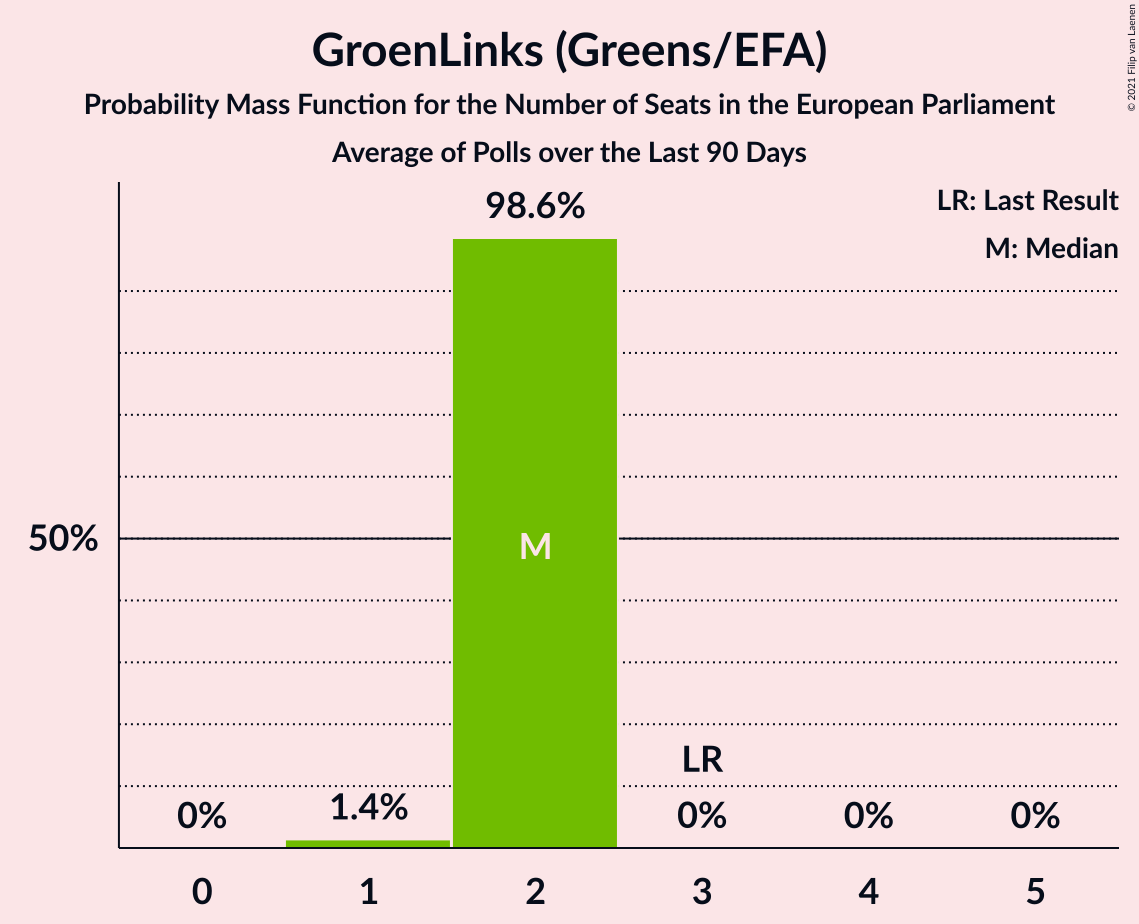 GroenLinks (Greens/EFA)
Probability Mass Function for the Number of Seats in the European Parliament
Average of Polls over the Last 90 Days
© 2021 Filip van Laenen
98.6%
LR: Last Result
M: Median
50%
M
LR
0%
1.4%
0%
0%
0%
0
1
2
3
4
5